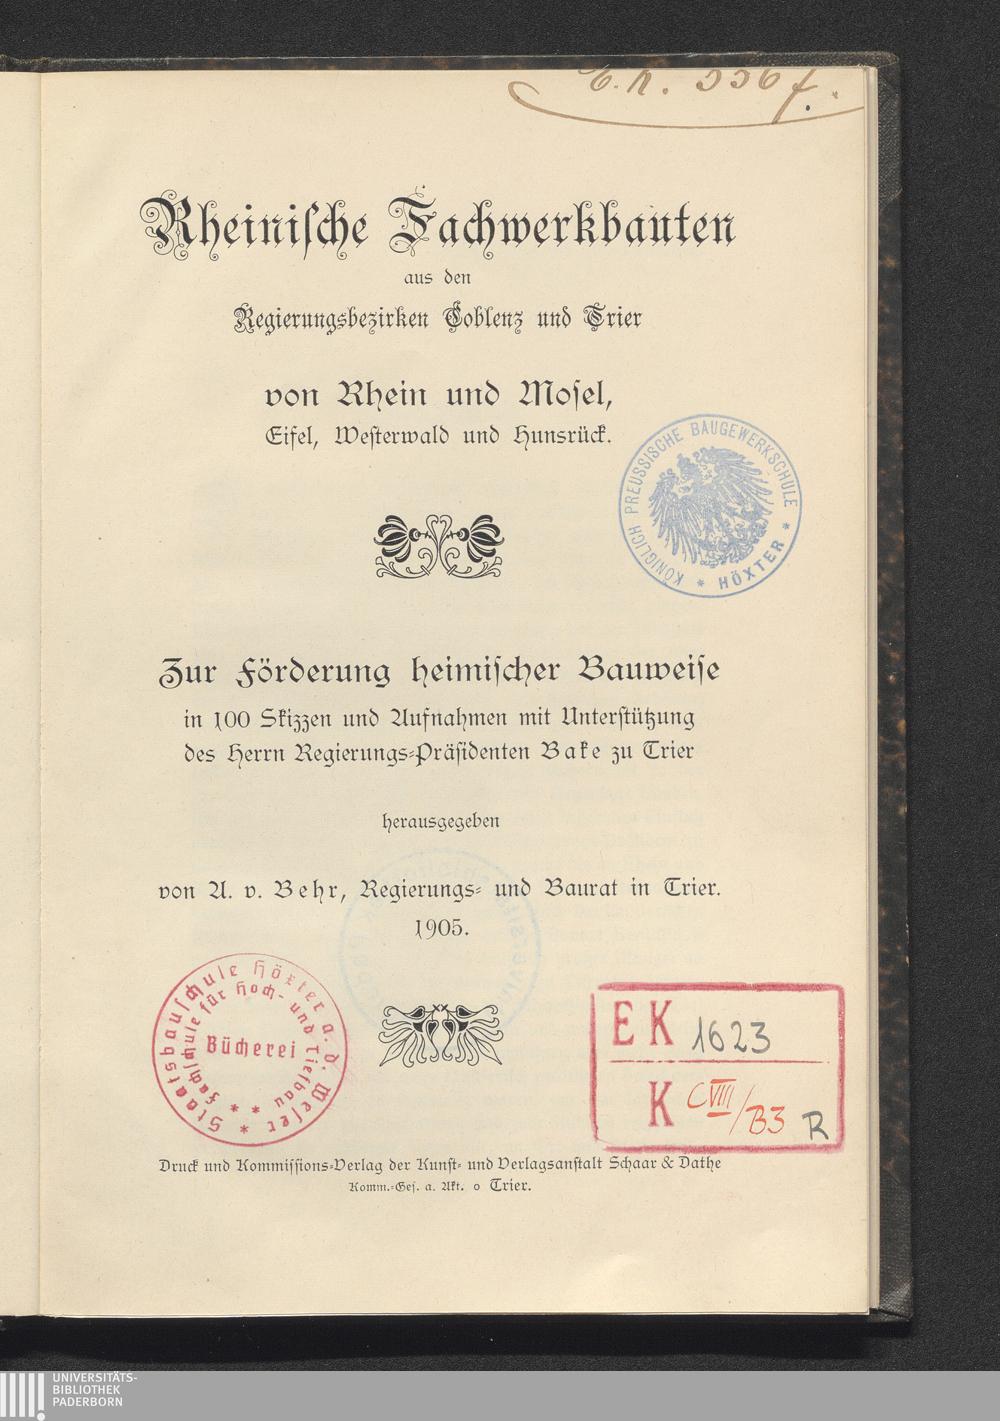 Rheinische Fachwerkbauten
aus den
Regierungsbezirken Coblenz und Trier
von Rhein und Mosel,
Eifel, Westerwald und Hunsrück.
KÖNIGLICH PREUSSISCHE BAUGEWERKSCHULE
* HÖXTER *
Zur Förderung heimischer Bauweise
in 100 Skizzen und Aufnahmen mit Unterstützung
des Herrn Regierungs-Präsidenten Bake zu Trier
herausgegeben
von A. v. Behr, Regierungs- und Baurat in Trier.
1905.
* Staatsbauschule Höxter a. d. Weser
* Fachschule für Hoch- und Tiefbau *
Bücherei
EK 1623
K CVIII/B3 R
Druck und Kommissions-Verlag der Kunst- und Verlagsanstalt Schaar & Dathe
Komm.-Ges. a. Akt. o Trier.
UNIVERSITÄTS-
BIBLIOTHEK
PADERBORN